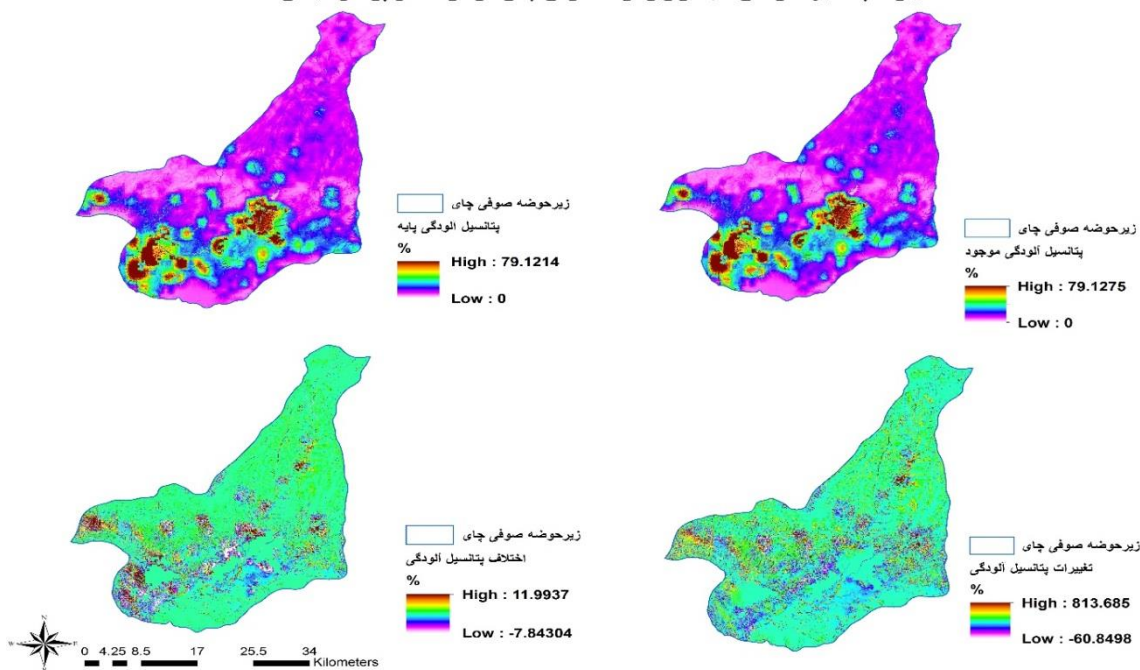 زیرحوضه صوفی چای
پتانسیل الودگی پایه
%
High : 79.1214
Low : 0
زیرحوضه صوفی چای
پتانسیل آلودگی موجود
%
High : 79.1275
Low : 0
زیرحوضه صوفی چای
اختلاف پتانسیل آلودگی
%
High : 11.9937
Low : -7.84304
زیرحوضه صوفی چای
تغییرات پتانسیل آلودگی
%
High : 813.685
Low : -60.8498
N
W
S
0 4.25 8.5 17 25.5 34
Kilometers